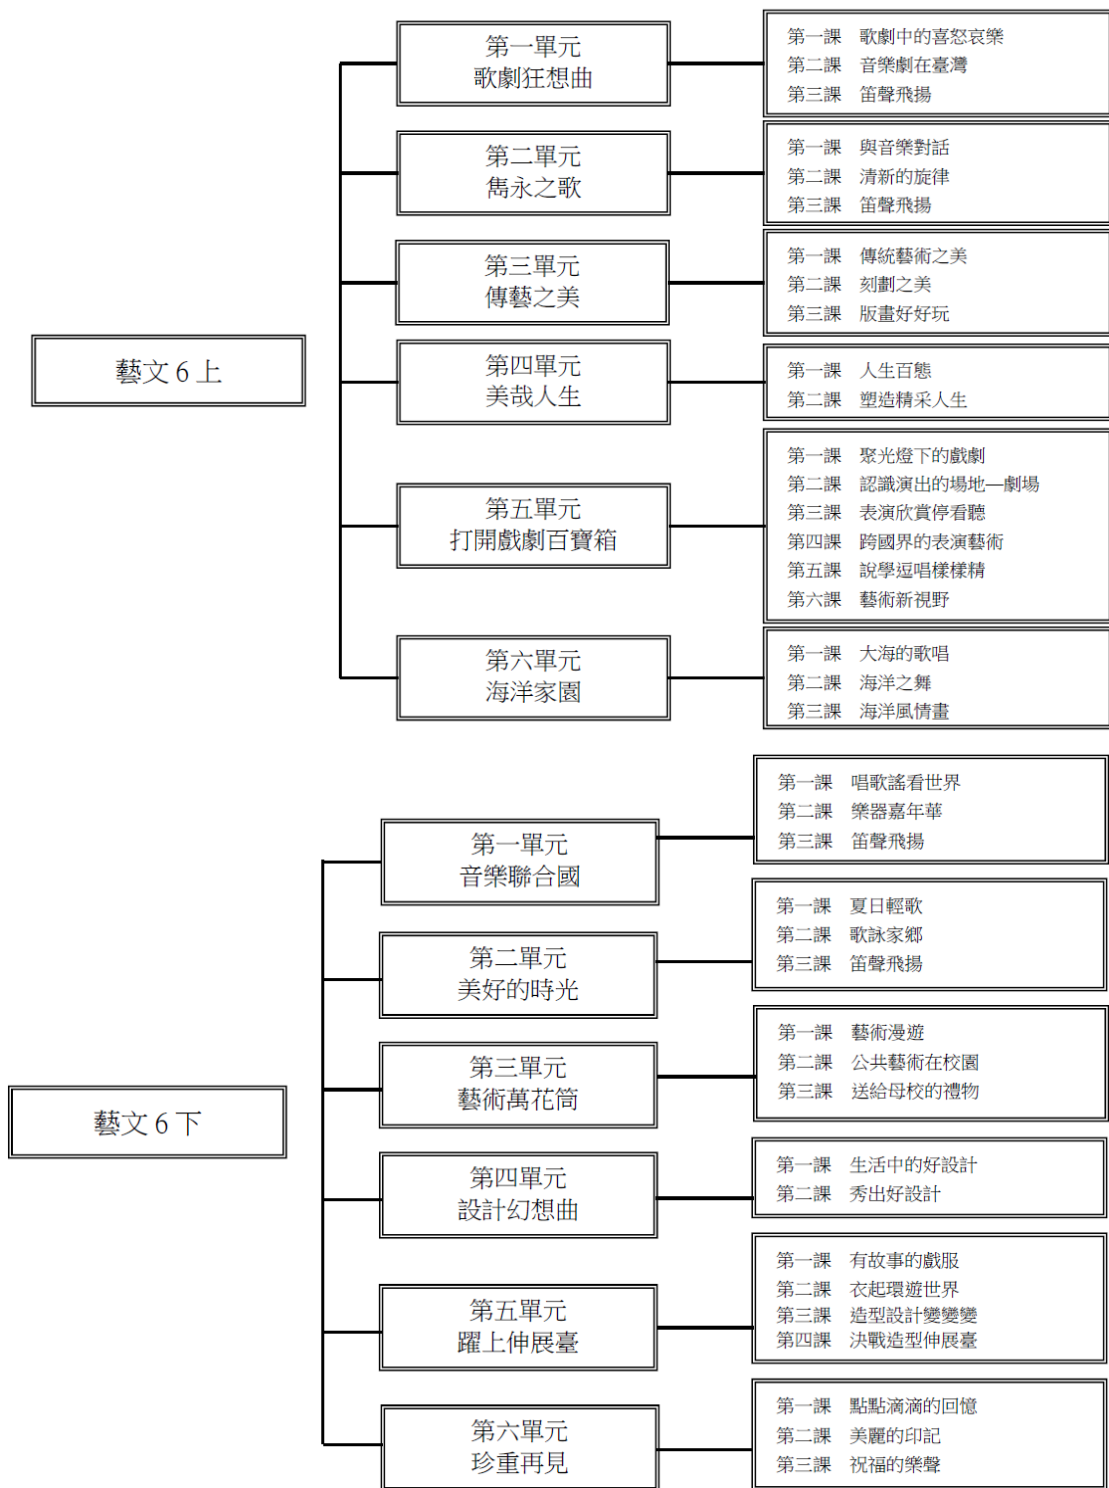 藝文6上
第一單元
歌劇狂想曲
第一課 歌劇中的喜怒哀樂
第二課 音樂劇在臺灣
第三課 笛聲飛揚
第二單元
雋永之歌
第一課 與音樂對話
第二課 清新的旋律
第三課 笛聲飛揚
第三單元
傳藝之美
第一課 傳統藝術之美
第二課 刻劃之美
第三課 版畫好好玩
第四單元
美哉人生
第一課 人生百態
第二課 塑造精采人生
第五單元
打開戲劇百寶箱
第一課 聚光燈下的戲劇
第二課 認識演出的場地—劇場
第三課 表演欣賞停看聽
第四課 跨國界的表演藝術
第五課 說學逗唱樣樣精
第六課 藝術新視野
第六單元
海洋家園
第一課 大海的歌唱
第二課 海洋之舞
第三課 海洋風情畫
藝文6下
第一單元
音樂聯合國
第一課 唱歌謠看世界
第二課 樂器嘉年華
第三課 笛聲飛揚
第二單元
美好的時光
第一課 夏日輕歌
第二課 歌詠家鄉
第三課 笛聲飛揚
第三單元
藝術萬花筒
第一課 藝術漫遊
第二課 公共藝術在校園
第三課 送給母校的禮物
第四單元
設計幻想曲
第一課 生活中的好設計
第二課 秀出好設計
第五單元
躍上伸展臺
第一課 有故事的戲服
第二課 衣起環遊世界
第三課 造型設計變變變
第四課 決戰造型伸展臺
第六單元
珍重再見
第一課 點點滴滴的回憶
第二課 美麗的印記
第三課 祝福的樂聲